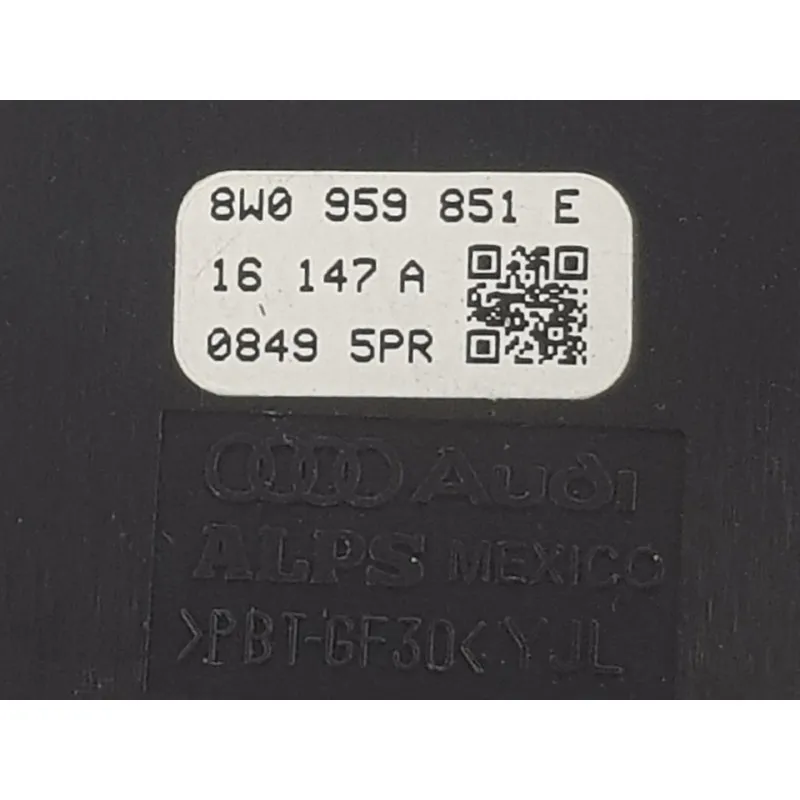 8W0 959 851 E
16 147 A
0849 5PR
Audi
ALPS MEXICO
>PBT-GF30< YJL